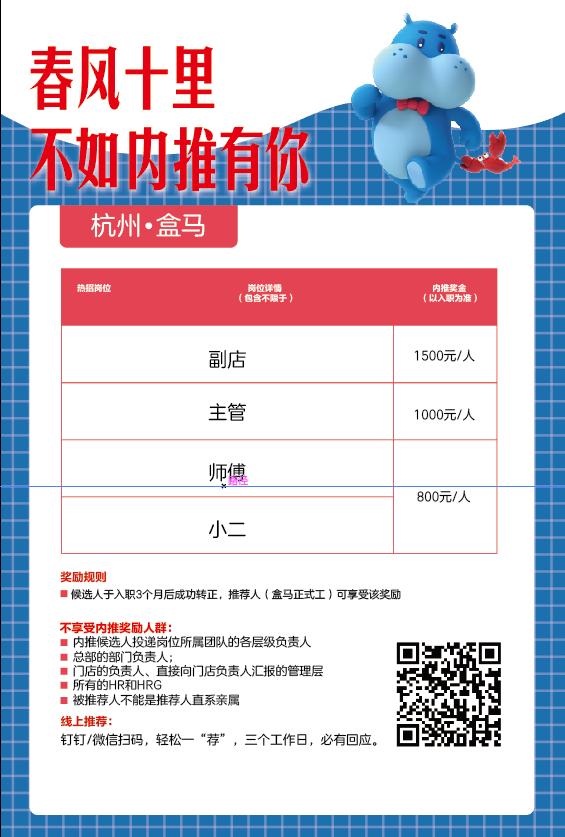 春风十里
不如内推有你
杭州•盒马
热招岗位 岗位详情 内推奖金
（包含不限于） （以入职为准）
副店 1500元/人
主管 1000元/人
师傅
路径
800元/人
小二
奖励规则
候选人于入职3个月后成功转正，推荐人（盒马正式工）可享受该奖励
不享受内推奖励人群：
内推候选人投递岗位所属团队的各层级负责人
总部的部门负责人；
门店的负责人、直接向门店负责人汇报的管理层
所有的HR和HRG
被推荐人不能是推荐人直系亲属
线上推荐：
钉钉/微信扫码，轻松一“荐”，三个工作日，必有回应。